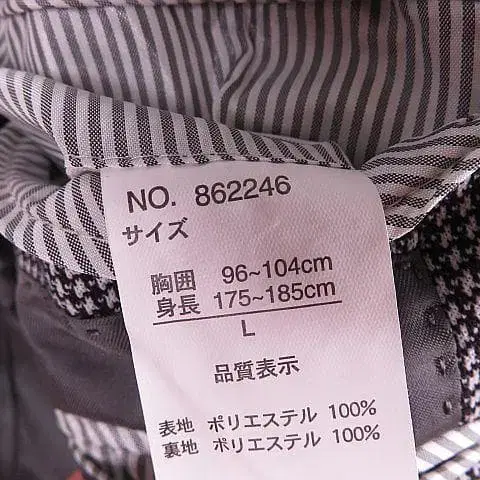 NO. 862246
サイズ
胸囲 96~104cm
身長 175~185cm
L
品質表示
表地 ポリエステル 100%
裏地 ポリエステル 100%